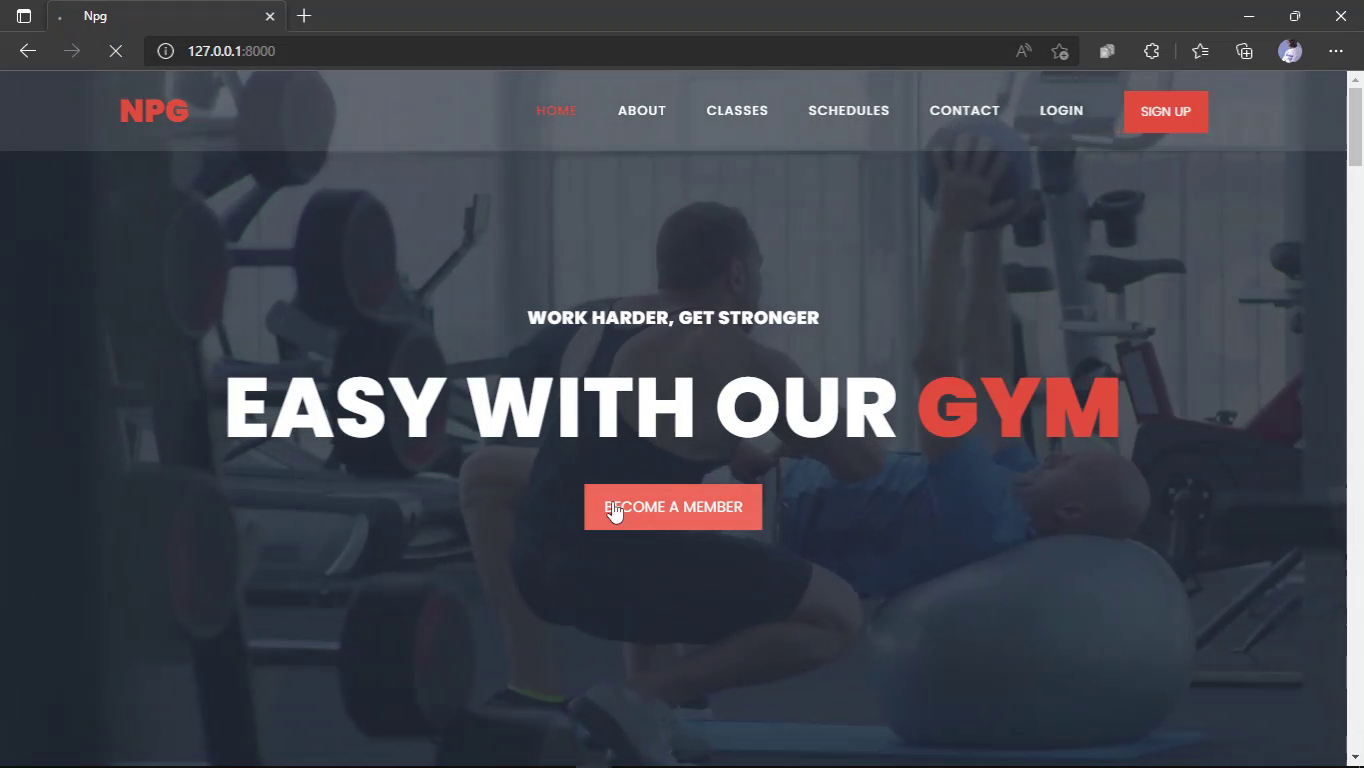 Npg
127.0.0.1:8000
NPG
HOME ABOUT CLASSES SCHEDULES CONTACT LOGIN SIGN UP
WORK HARDER, GET STRONGER
EASY WITH OUR GYM
BECOME A MEMBER